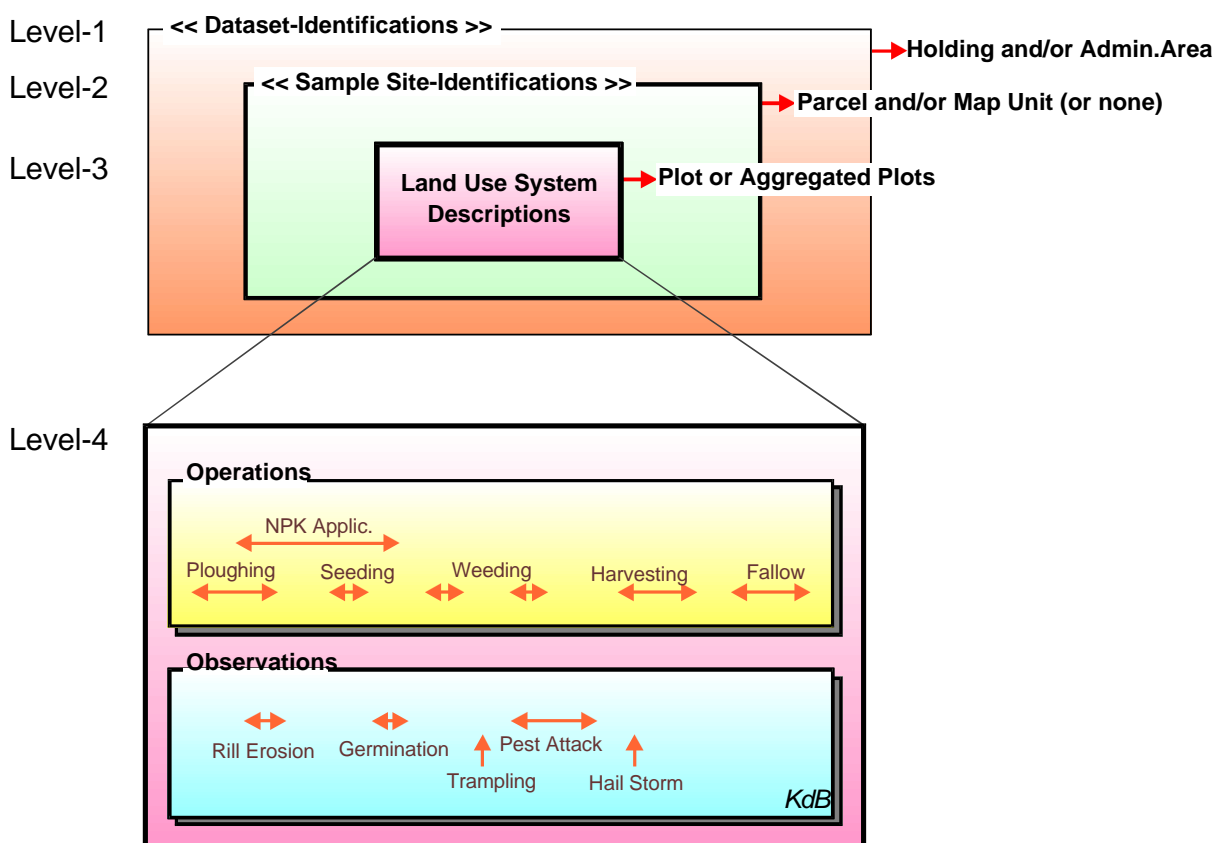 Level-1
<< Dataset-Identifications >>
Holding and/or Admin.Area
Level-2
<< Sample Site-Identifications >>
Parcel and/or Map Unit (or none)
Level-3
Land Use System
Descriptions
Plot or Aggregated Plots
Level-4
Operations
NPK Applic.
Ploughing
Seeding
Weeding
Harvesting
Fallow
Observations
Rill Erosion
Germination
Pest Attack
Trampling
Hail Storm
KdB